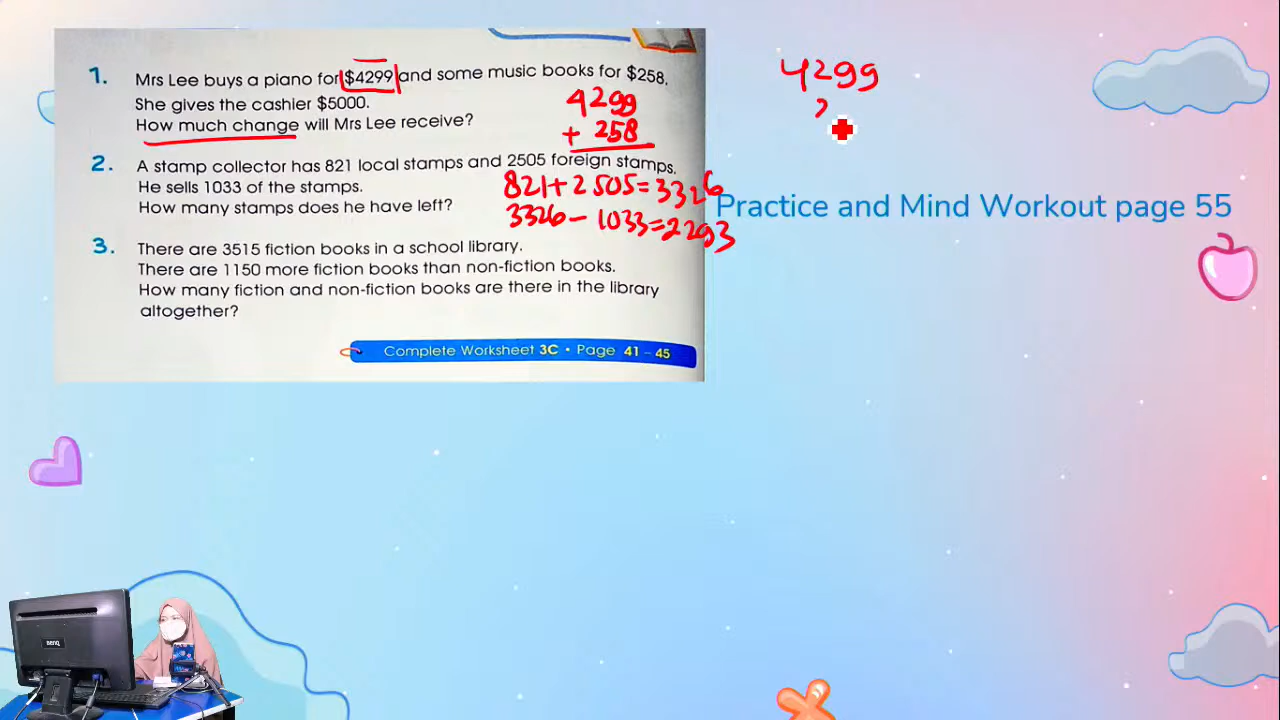 1. Mrs Lee buys a piano for $4299 and some music books for $258.
She gives the cashier $5000.
How much change will Mrs Lee receive?
4299
+ 258
2. A stamp collector has 821 local stamps and 2505 foreign stamps.
He sells 1033 of the stamps.
How many stamps does he have left?
821+2505=3326
3326-1033=2293
3. There are 3515 fiction books in a school library.
There are 1150 more fiction books than non-fiction books.
How many fiction and non-fiction books are there in the library
altogether?
Complete Worksheet 3C • Page 41 - 45
4299
Practice and Mind Workout page 55
BenQ